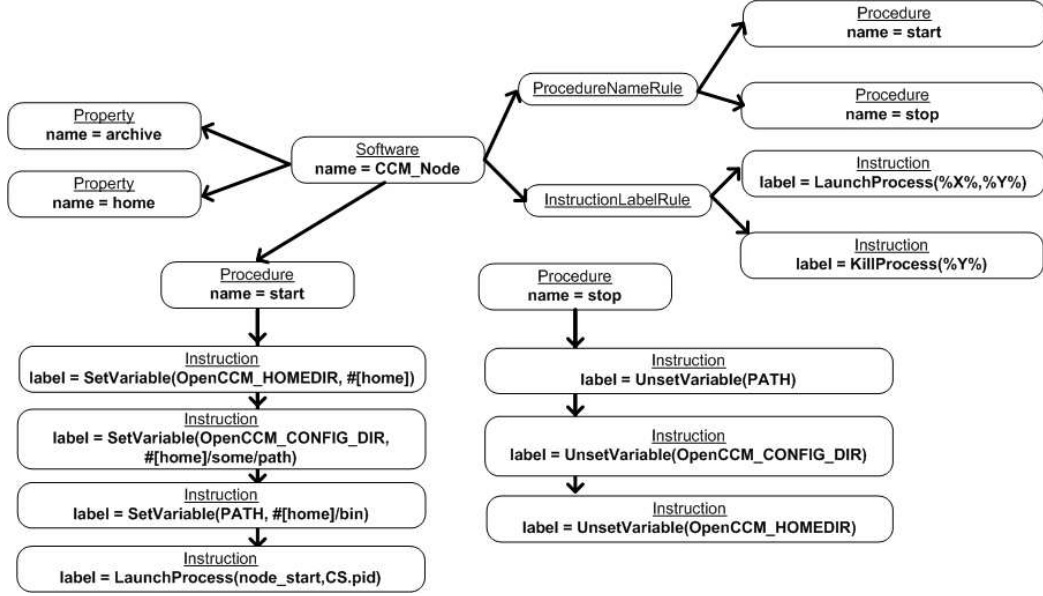 Procedure
name = start
ProcedureNameRule
Procedure
name = stop
Property
name = archive
Software
name = CCM_Node
Property
name = home
Instruction
label = LaunchProcess(%X%,%Y%)
InstructionLabelRule
Instruction
label = KillProcess(%Y%)
Procedure
name = start
Instruction
label = SetVariable(OpenCCM_HOMEDIR, #[home])
Instruction
label = SetVariable(OpenCCM_CONFIG_DIR,
#[home]/some/path)
Instruction
label = SetVariable(PATH, #[home]/bin)
Instruction
label = LaunchProcess(node_start,CS.pid)
Procedure
name = stop
Instruction
label = UnsetVariable(PATH)
Instruction
label = UnsetVariable(OpenCCM_CONFIG_DIR)
Instruction
label = UnsetVariable(OpenCCM_HOMEDIR)